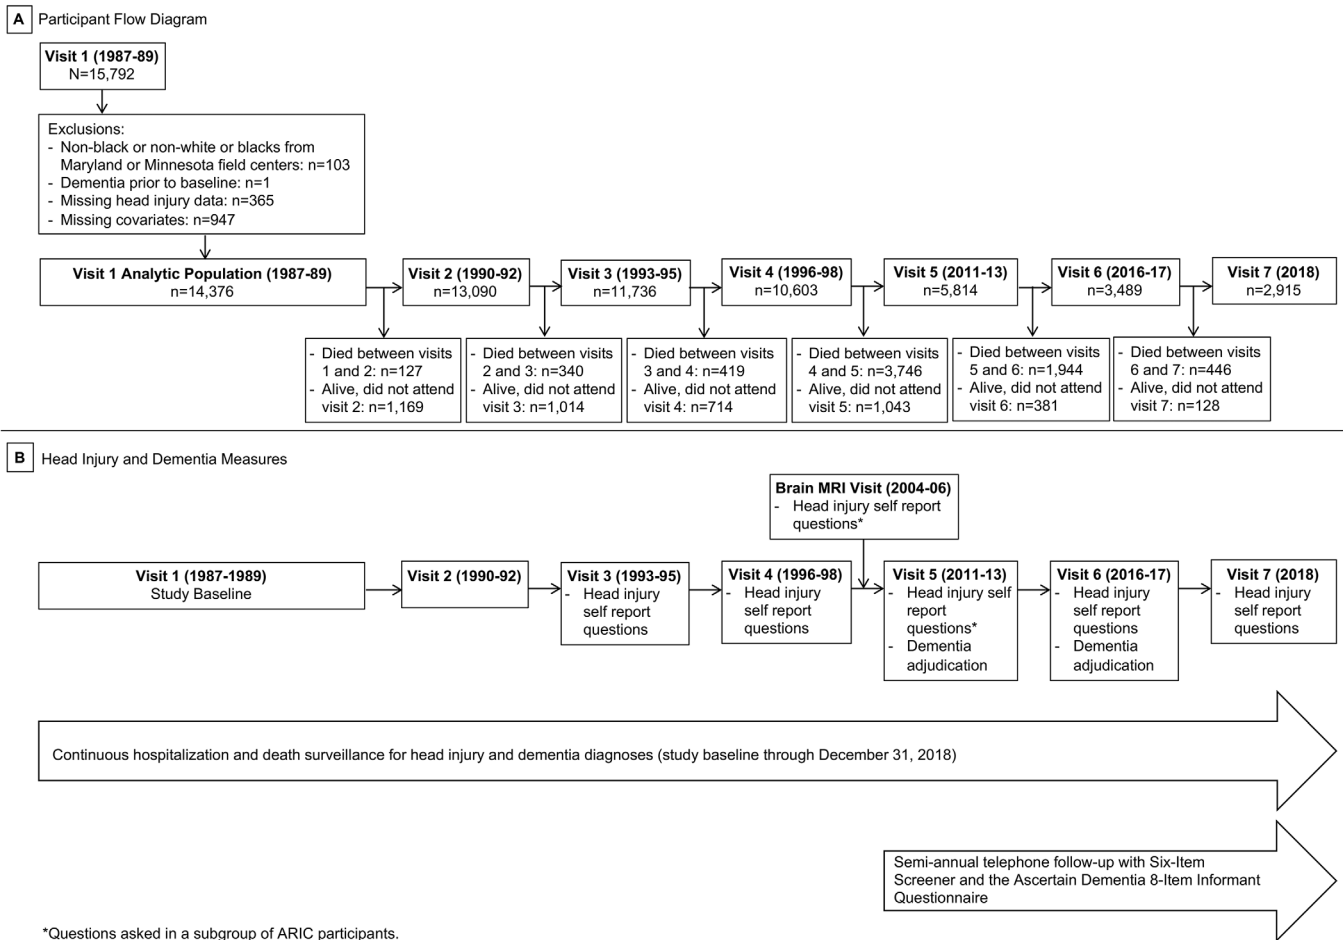 A Participant Flow Diagram
Visit 1 (1987-89)
N=15,792
Exclusions:
- Non-black or non-white or blacks from
Maryland or Minnesota field centers: n=103
- Dementia prior to baseline: n=1
- Missing head injury data: n=365
- Missing covariates: n=947
Visit 1 Analytic Population (1987-89)
n=14,376
Visit 2 (1990-92)
n=13,090
Visit 3 (1993-95)
n=11,736
Visit 4 (1996-98)
n=10,603
Visit 5 (2011-13)
n=5,814
Visit 6 (2016-17)
n=3,489
Visit 7 (2018)
n=2,915
- Died between visits
1 and 2: n=127
- Alive, did not attend
visit 2: n=1,169
- Died between visits
2 and 3: n=340
- Alive, did not attend
visit 3: n=1,014
- Died between visits
3 and 4: n=419
- Alive, did not attend
visit 4: n=714
- Died between visits
4 and 5: n=3,746
- Alive, did not attend
visit 5: n=1,043
- Died between visits
5 and 6: n=1,944
- Alive, did not attend
visit 6: n=381
- Died between visits
6 and 7: n=446
- Alive, did not attend
visit 7: n=128
B Head Injury and Dementia Measures
Brain MRI Visit (2004-06)
- Head injury self report
questions*
Visit 1 (1987-1989)
Study Baseline
Visit 2 (1990-92)
Visit 3 (1993-95)
- Head injury
self report
questions
Visit 4 (1996-98)
- Head injury
self report
questions
Visit 5 (2011-13)
- Head injury self
report
questions*
- Dementia
adjudication
Visit 6 (2016-17)
- Head injury
self report
questions
- Dementia
adjudication
Visit 7 (2018)
- Head injury
self report
questions
Continuous hospitalization and death surveillance for head injury and dementia diagnoses (study baseline through December 31, 2018)
Semi-annual telephone follow-up with Six-Item
Screener and the Ascertain Dementia 8-Item Informant
Questionnaire
*Questions asked in a subgroup of ARIC participants.